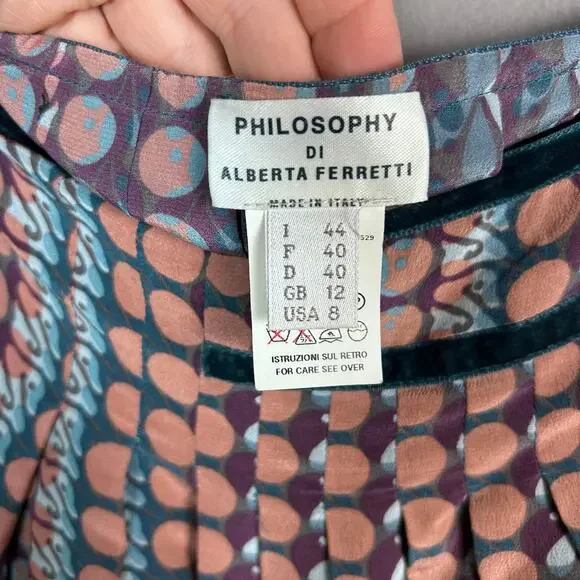 PHILOSOPHY
DI
ALBERTA FERRETTI
MADE IN ITALY
I 44
F 40
D 40
GB 12
USA 8
529
ISTRUZIONI SUL RETRO
FOR CARE SEE OVER